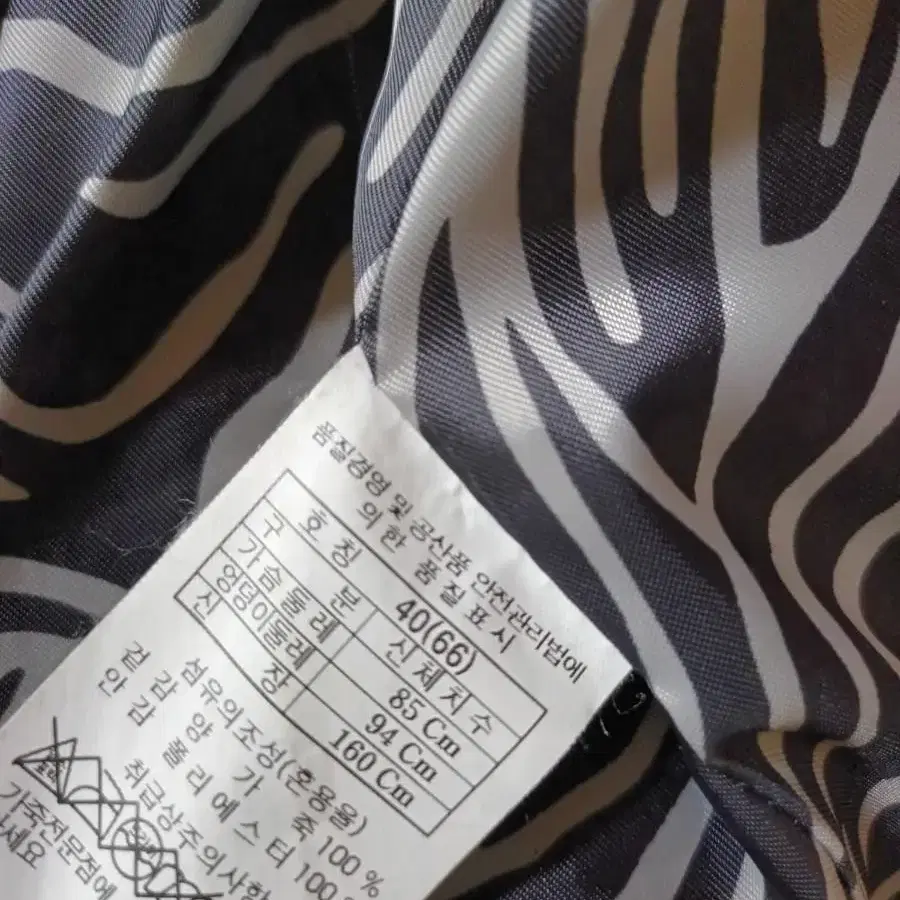 품질경영 및 공산품 안전관리법에
의한 품질표시
호칭 40(66)
구분 신체치수
가슴둘레 85 Cm
엉덩이둘레 94 Cm
신장 160 Cm
섬유의조성(혼용율)
겉감 양가죽 100 %
안감 폴리에스터 100
취급상주의사항
가죽전문점에
세요